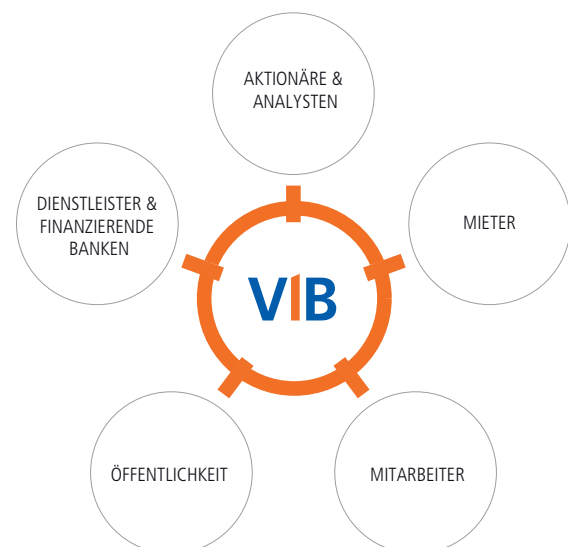 AKTIONÄRE &
ANALYSTEN
DIENSTLEISTER &
FINANZIERENDE
BANKEN
MIETER
VIB
ÖFFENTLICHKEIT
MITARBEITER